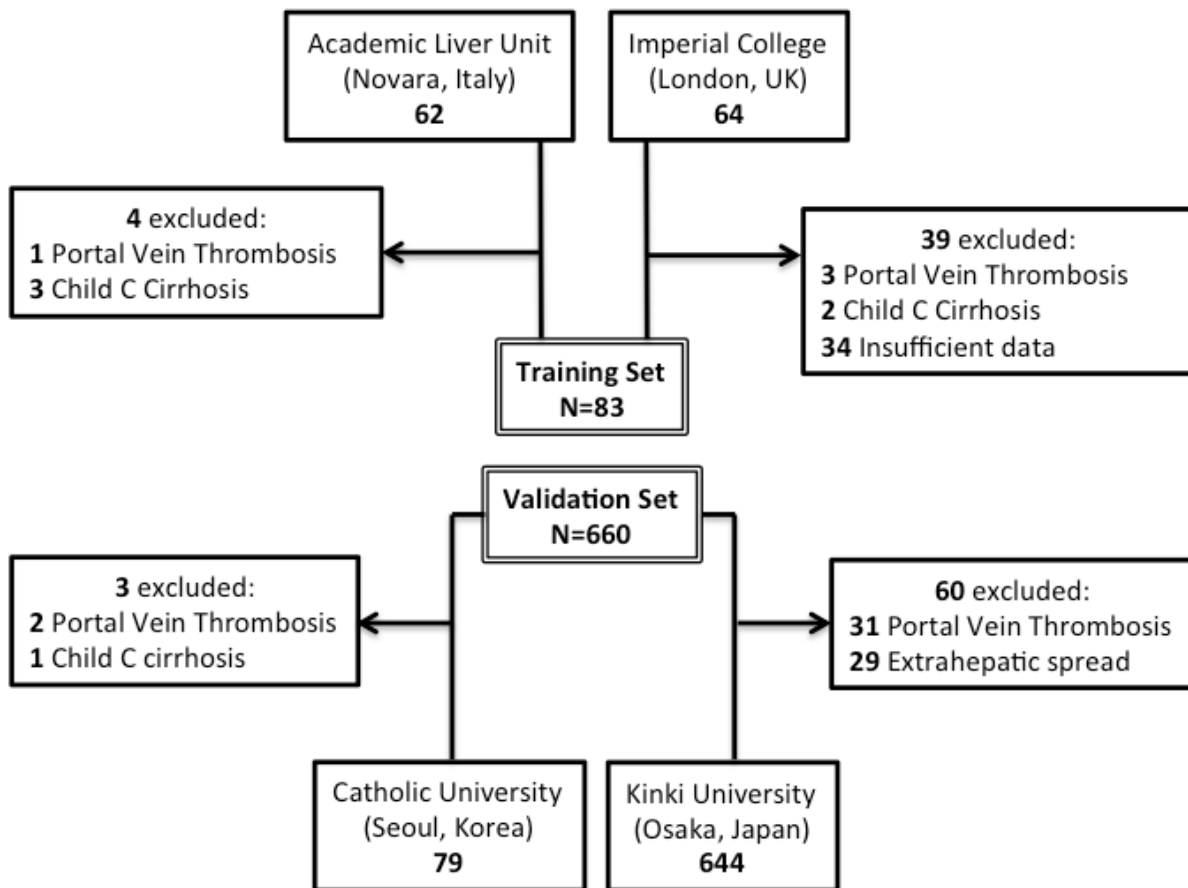 Academic Liver Unit
(Novara, Italy)
62
Imperial College
(London, UK)
64
4 excluded:
1 Portal Vein Thrombosis
3 Child C Cirrhosis
39 excluded:
3 Portal Vein Thrombosis
2 Child C Cirrhosis
34 Insufficient data
Training Set
N=83
Validation Set
N=660
3 excluded:
2 Portal Vein Thrombosis
1 Child C cirrhosis
60 excluded:
31 Portal Vein Thrombosis
29 Extrahepatic spread
Catholic University
(Seoul, Korea)
79
Kinki University
(Osaka, Japan)
644